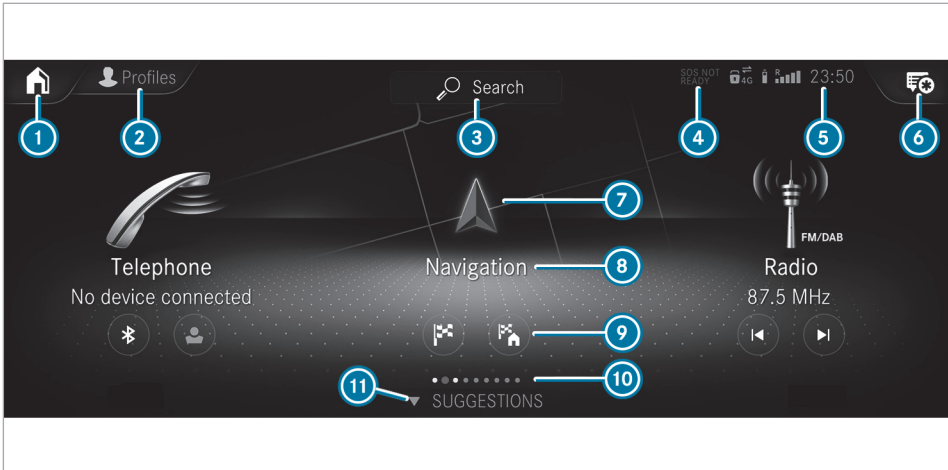 Profiles
Search
SOS NOT
READY
4G
R
23:50
1
2
3
4
5
6
7
FM/DAB
Telephone
Navigation
8
Radio
No device connected
87.5 MHz
9
10
11
SUGGESTIONS